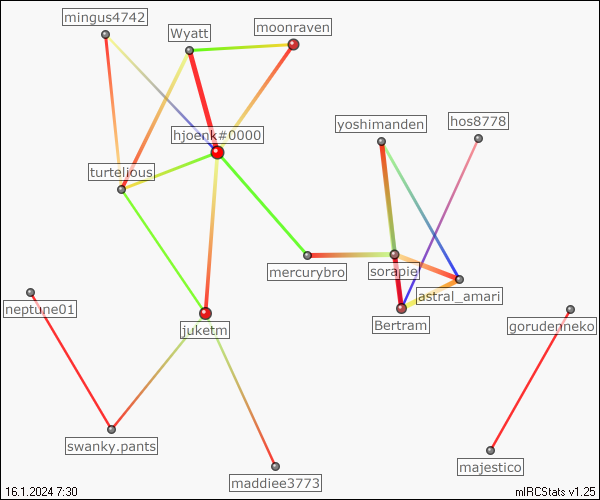 mingus4742
Wyatt
moonraven
hjoenk#0000
yoshimanden
hos8778
turtelious
mercurybro
sorapie
astral_amari
neptune01
juketm
Bertram
gorudenneko
swanky.pants
maddiee3773
majestico
16.1.2024 7:30
mIRCStats v1.25